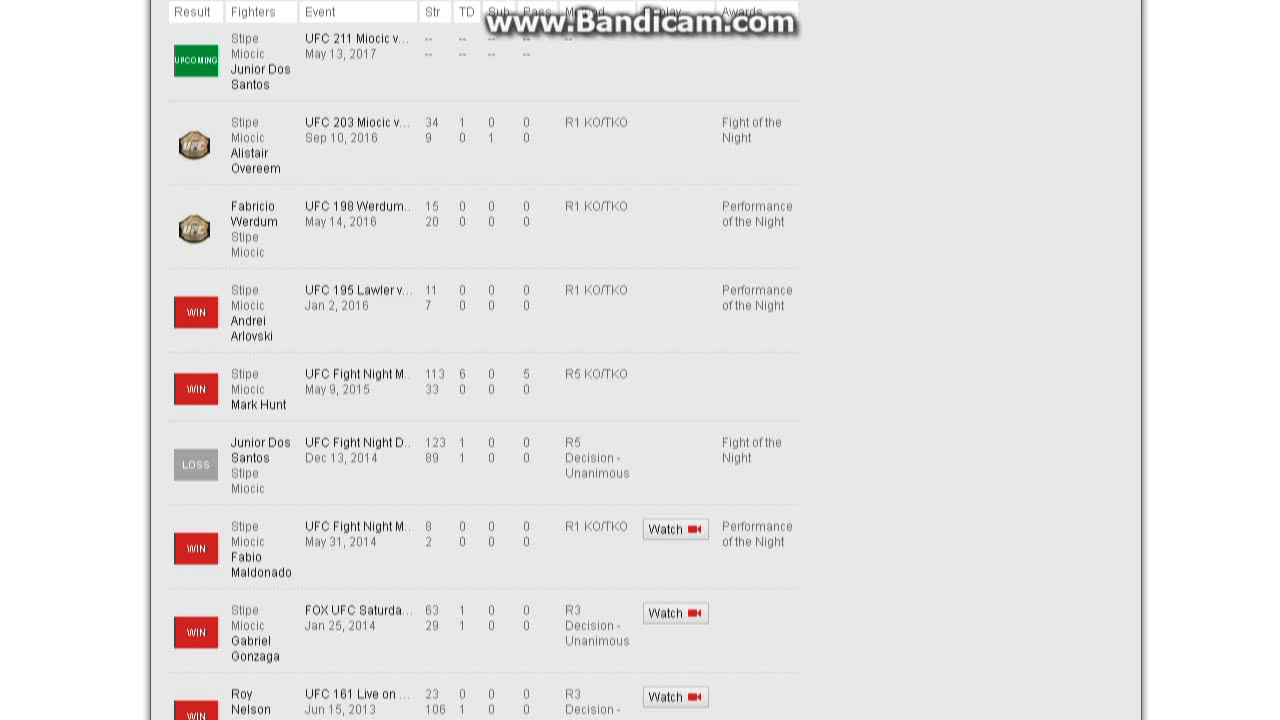 www.Bandicam.com
Result Fighters Event Str TD Sub Pass Method Awards
UPCOMING
Stipe
Miocic
Junior Dos
Santos
UFC 211 Miocic v...
May 13, 2017
-- -- -- -- --
-- -- -- --
UFC
Stipe
Miocic
Alistair
Overeem
UFC 203 Miocic v...
Sep 10, 2016
34 1 0 0
9 0 1 0
R1 KO/TKO
Fight of the
Night
UFC
Fabricio
Werdum
Stipe
Miocic
UFC 198 Werdum..
May 14, 2016
15 0 0 0
20 0 0 0
R1 KO/TKO
Performance
of the Night
WIN
Stipe
Miocic
Andrei
Arlovski
UFC 195 Lawler v...
Jan 2, 2016
11 0 0 0
7 0 0 0
R1 KO/TKO
Performance
of the Night
WIN
Stipe
Miocic
Mark Hunt
UFC Fight Night M..
May 9, 2015
113 6 0 5
33 0 0 0
R5 KO/TKO
LOSS
Junior Dos
Santos
Stipe
Miocic
UFC Fight Night D..
Dec 13, 2014
123 1 0 0
89 1 0 0
R5
Decision -
Unanimous
Fight of the
Night
WIN
Stipe
Miocic
Fabio
Maldonado
UFC Fight Night M..
May 31, 2014
8 0 0 0
2 0 0 0
R1 KO/TKO
Watch
Performance
of the Night
WIN
Stipe
Miocic
Gabriel
Gonzaga
FOX UFC Saturda...
Jan 25, 2014
63 1 0 0
29 1 0 0
R3
Decision -
Unanimous
Watch
WIN
Roy
Nelson
UFC 161 Live on ...
Jun 15, 2013
23 0 0 0
106 1 0 0
R3
Decision -
Watch